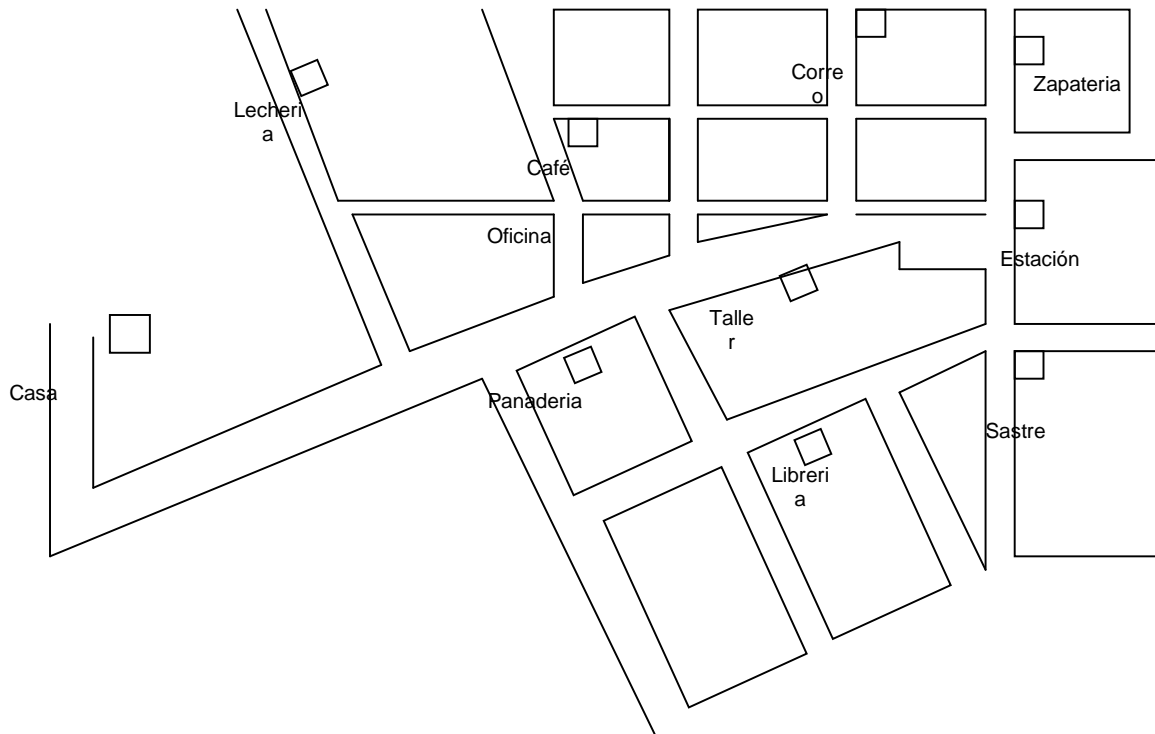 Corre
o
Zapateria
Lecheri
a
Café
Oficina
Estación
Talle
r
Casa
Panaderia
Sastre
Libreri
a